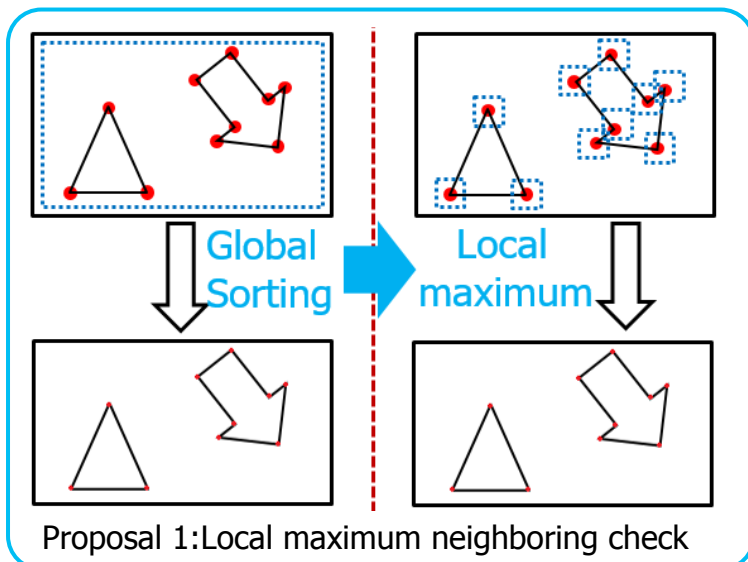 Global
Sorting
Local
maximum
Proposal 1:Local maximum neighboring check